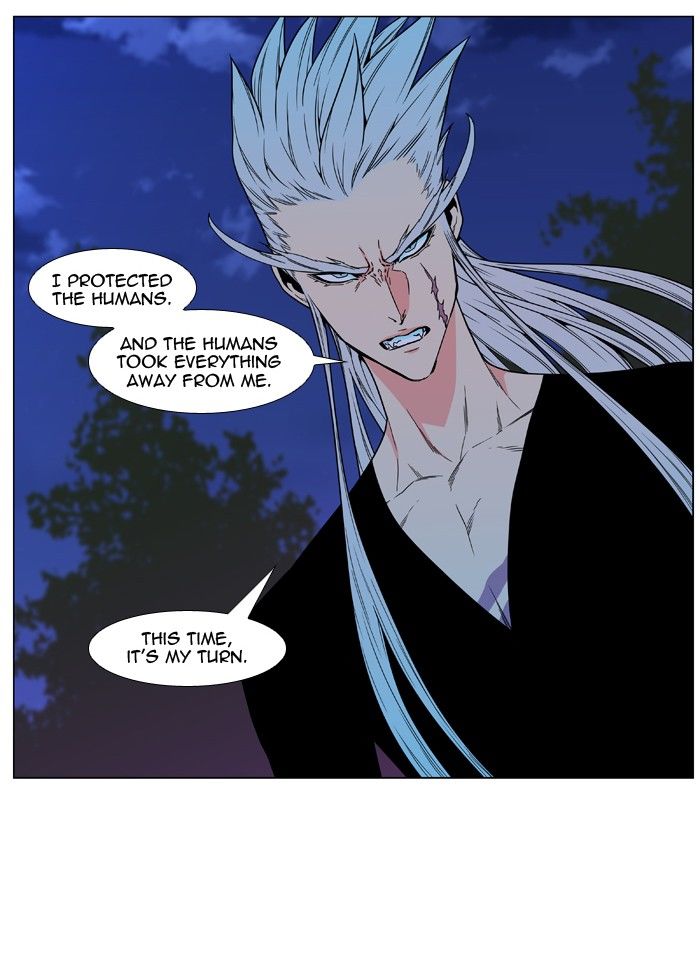 I PROTECTED
THE HUMANS.
AND THE HUMANS
TOOK EVERYTHING
AWAY FROM ME.
THIS TIME,
IT'S MY TURN.